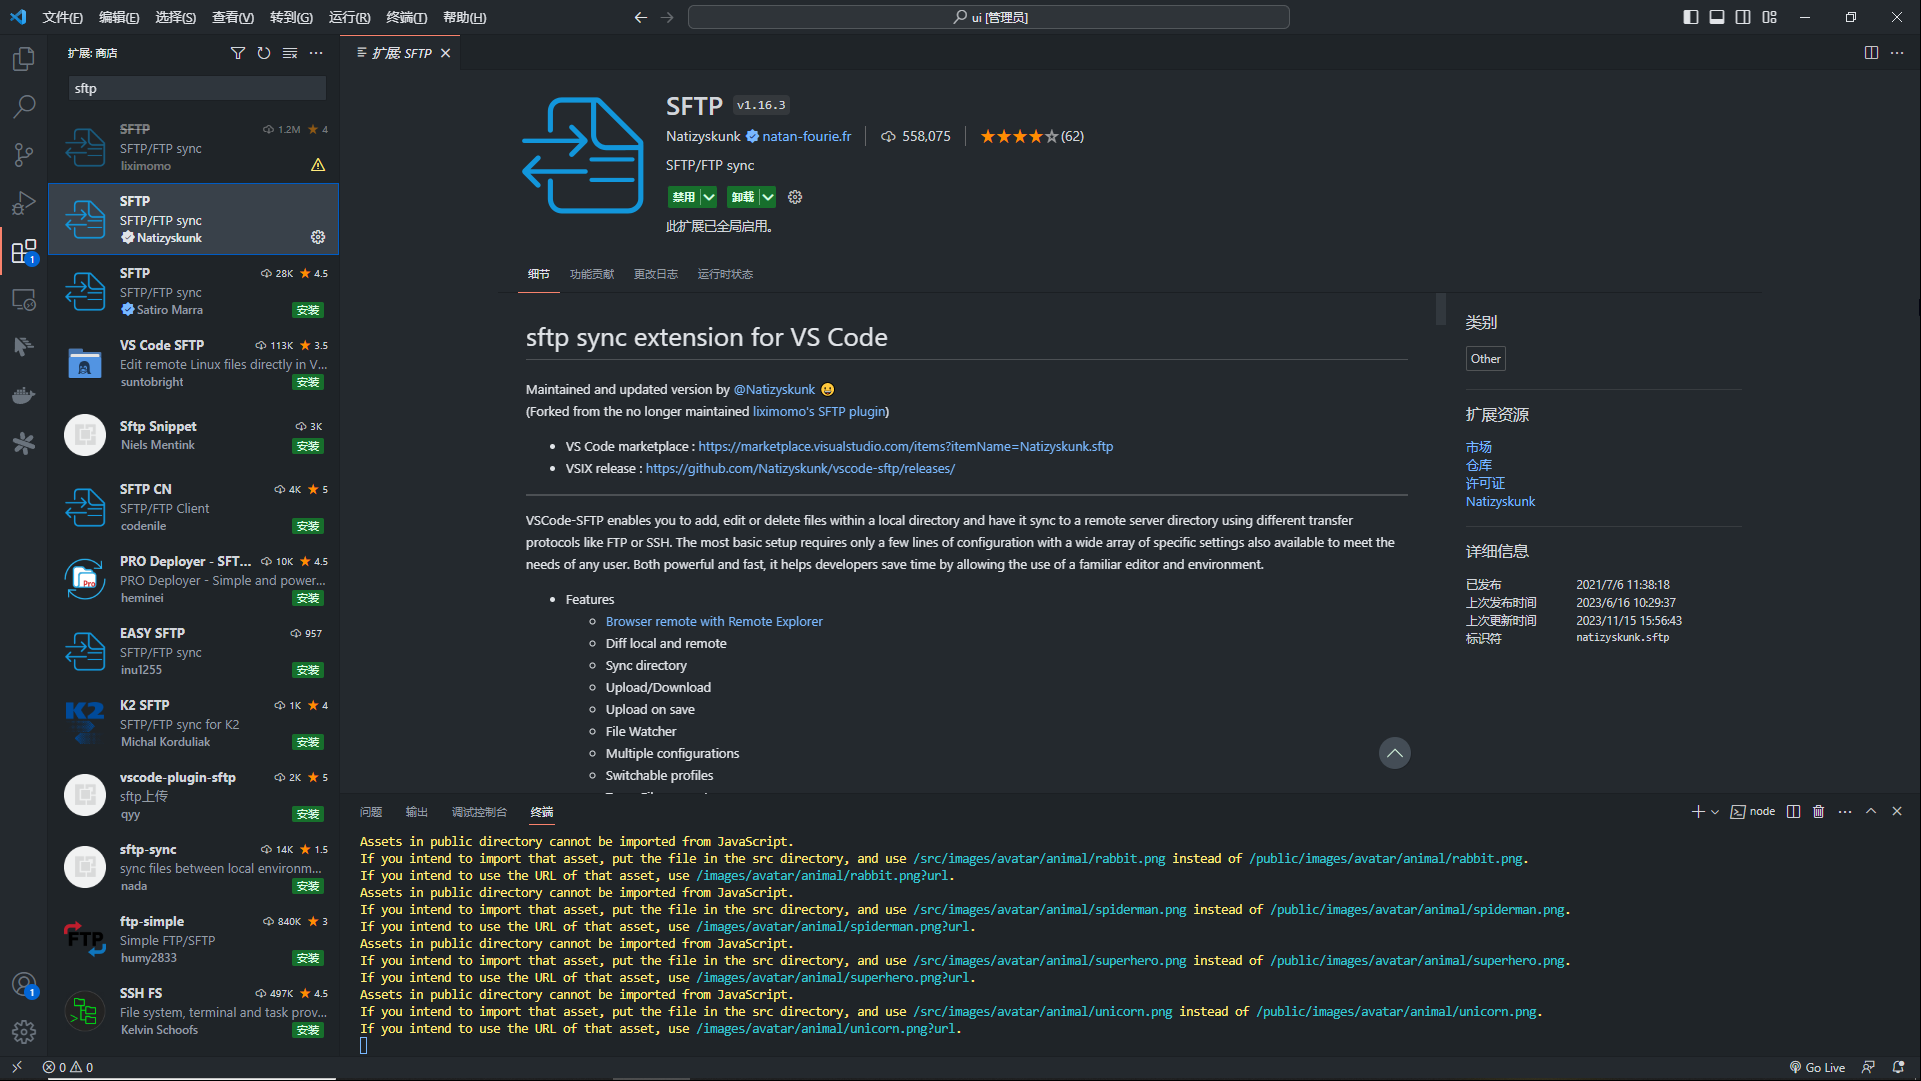 文件(F) 编辑(E) 选择(S) 查看(V) 转到(G) 运行(R) 终端(T) 帮助(H)
ui [管理员]
扩展: 商店
sftp
SFTP 1.2M 4
SFTP/FTP sync
liximomo
SFTP
SFTP/FTP sync
Natizyskunk
SFTP 28K 4.5
SFTP/FTP sync
Satiro Marra 安装
VS Code SFTP 113K 3.5
Edit remote Linux files directly in V...
suntobright 安装
Sftp Snippet 3K
Niels Mentink 安装
SFTP CN 4K 5
SFTP/FTP Client
codenile 安装
PRO Deployer - SFT... 10K 4.5
PRO Deployer - Simple and power...
heminei 安装
Pro
EASY SFTP 957
SFTP/FTP sync
inu1255 安装
K2
K2 SFTP 1K 4
SFTP/FTP sync for K2
Michal Korduliak 安装
vscode-plugin-sftp 2K 5
sftp上传
qyy 安装
sftp-sync 14K 1.5
sync files between local environm...
nada 安装
FTP
ftp-simple 840K 3
Simple FTP/SFTP
humy2833 安装
SSH FS 497K 4.5
File system, terminal and task prov...
Kelvin Schoofs 安装
1
1
扩展: SFTP
SFTP v1.16.3
Natizyskunk natan-fourie.fr 558,075 (62)
SFTP/FTP sync
禁用 卸载
此扩展已全局启用。
细节 功能贡献 更改日志 运行时状态
sftp sync extension for VS Code
Maintained and updated version by @Natizyskunk 😀
(Forked from the no longer maintained liximomo's SFTP plugin)
• VS Code marketplace : https://marketplace.visualstudio.com/items?itemName=Natizyskunk.sftp
• VSIX release : https://github.com/Natizyskunk/vscode-sftp/releases/
VSCode-SFTP enables you to add, edit or delete files within a local directory and have it sync to a remote server directory using different transfer
protocols like FTP or SSH. The most basic setup requires only a few lines of configuration with a wide array of specific settings also available to meet the
needs of any user. Both powerful and fast, it helps developers save time by allowing the use of a familiar editor and environment.
• Features
◦ Browser remote with Remote Explorer
◦ Diff local and remote
◦ Sync directory
◦ Upload/Download
◦ Upload on save
◦ File Watcher
◦ Multiple configurations
◦ Switchable profiles
类别
Other
扩展资源
市场
仓库
许可证
Natizyskunk
详细信息
已发布 2021/7/6 11:38:18
上次发布时间 2023/6/16 10:29:37
上次更新时间 2023/11/15 15:56:43
标识符 natizyskunk.sftp
问题 输出 调试控制台 终端
node
Assets in public directory cannot be imported from JavaScript.
If you intend to import that asset, put the file in the src directory, and use /src/images/avatar/animal/rabbit.png instead of /public/images/avatar/animal/rabbit.png.
If you intend to use the URL of that asset, use /images/avatar/animal/rabbit.png?url.
Assets in public directory cannot be imported from JavaScript.
If you intend to import that asset, put the file in the src directory, and use /src/images/avatar/animal/spiderman.png instead of /public/images/avatar/animal/spiderman.png.
If you intend to use the URL of that asset, use /images/avatar/animal/spiderman.png?url.
Assets in public directory cannot be imported from JavaScript.
If you intend to import that asset, put the file in the src directory, and use /src/images/avatar/animal/superhero.png instead of /public/images/avatar/animal/superhero.png.
If you intend to use the URL of that asset, use /images/avatar/animal/superhero.png?url.
Assets in public directory cannot be imported from JavaScript.
If you intend to import that asset, put the file in the src directory, and use /src/images/avatar/animal/unicorn.png instead of /public/images/avatar/animal/unicorn.png.
If you intend to use the URL of that asset, use /images/avatar/animal/unicorn.png?url.
0 0
Go Live